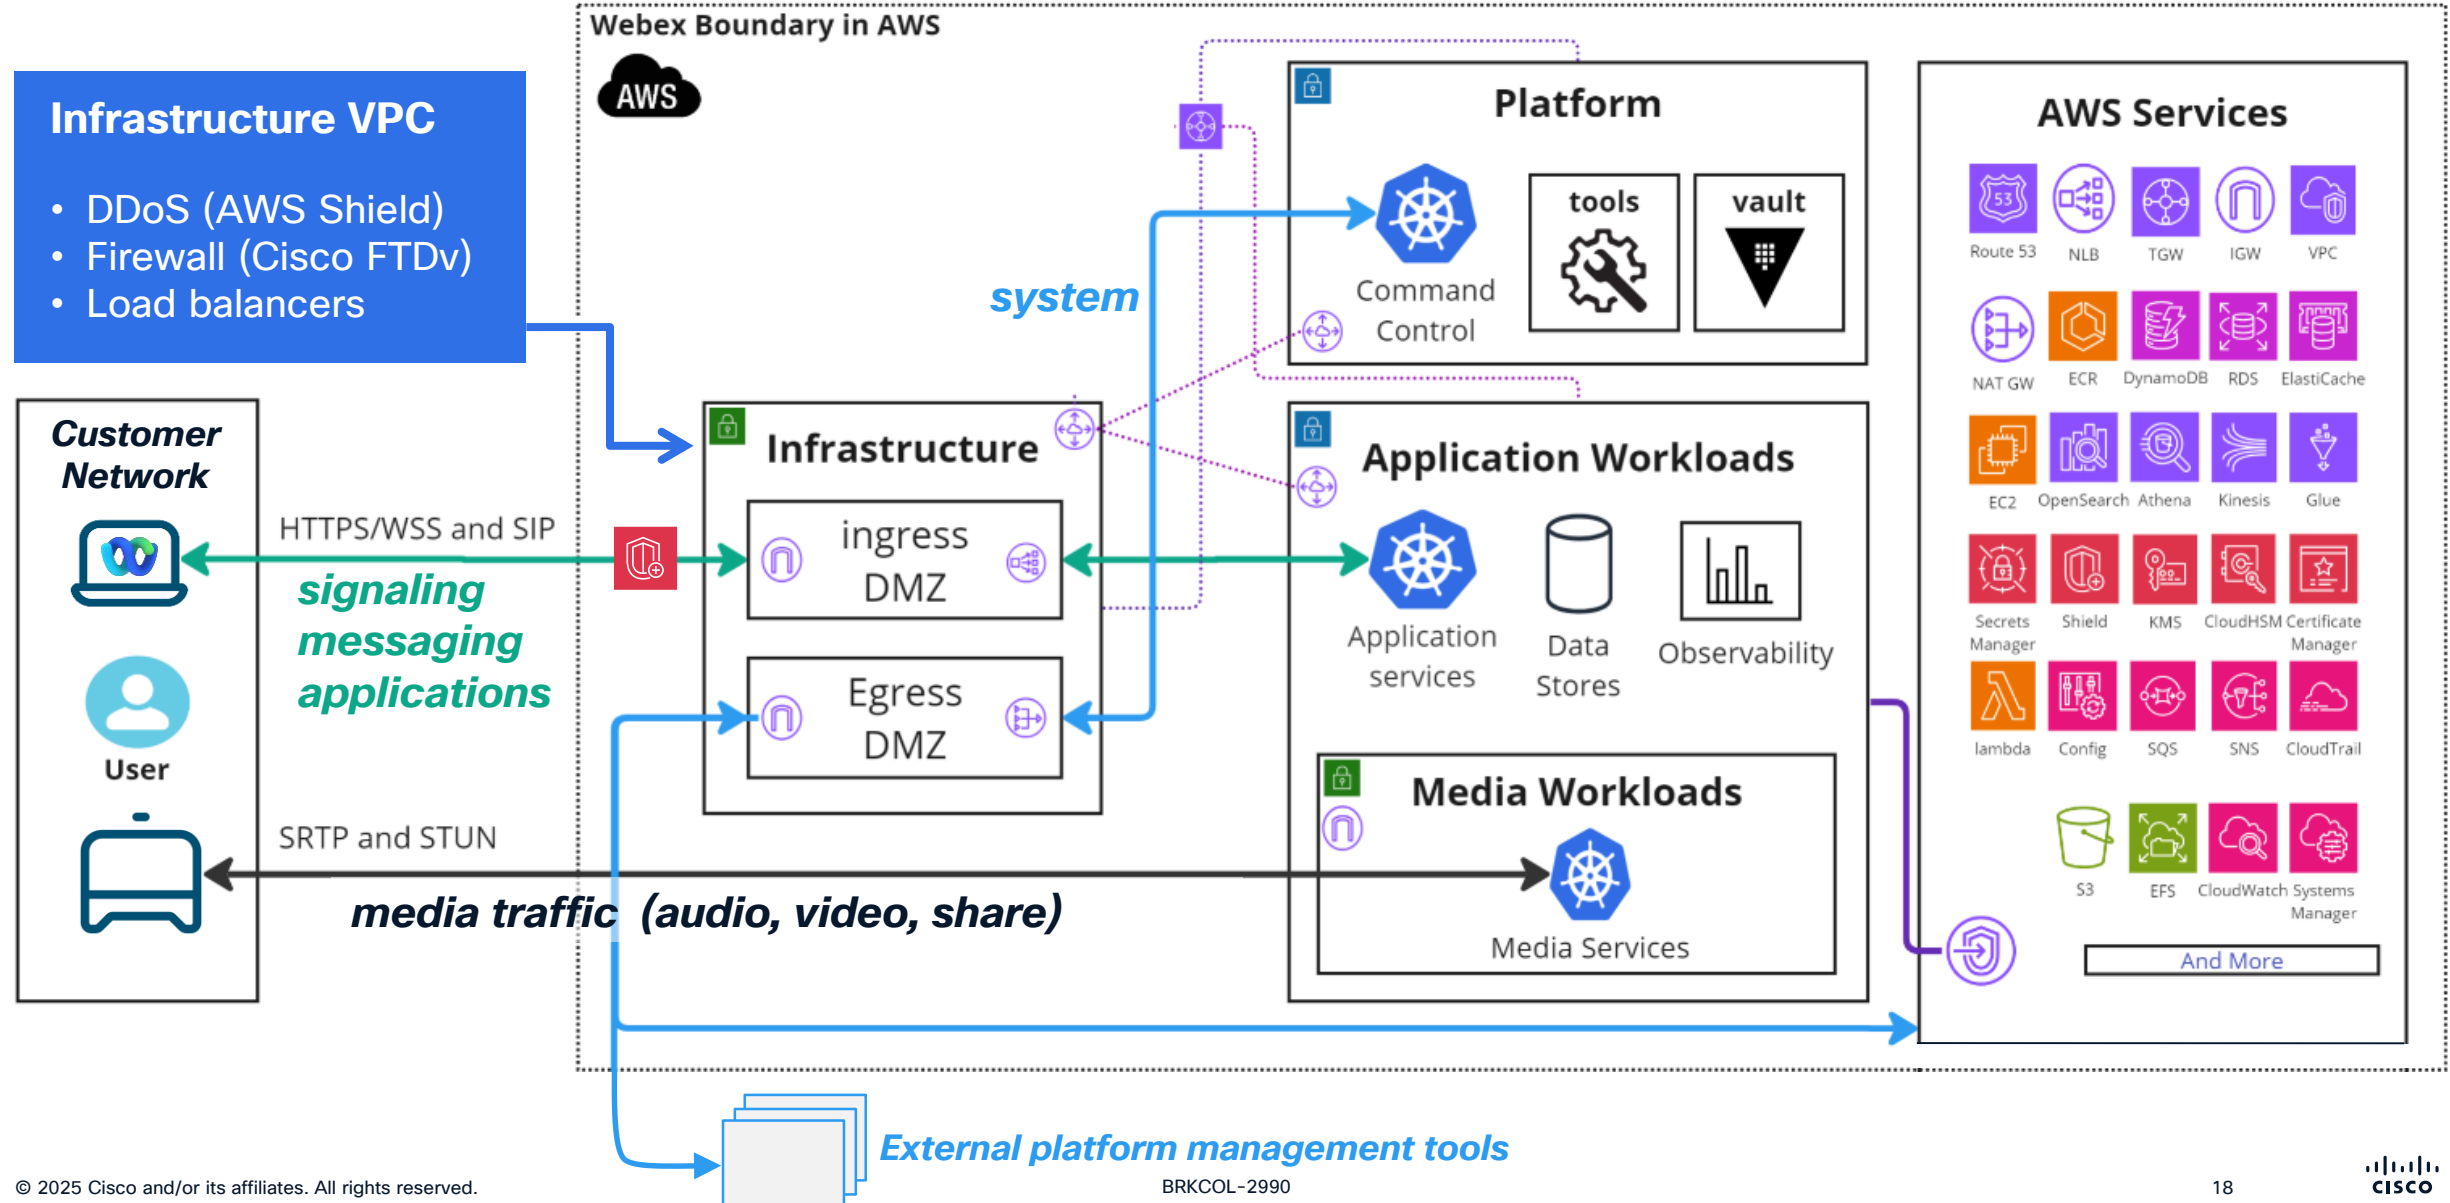 Webex Boundary in AWS
AWS
Infrastructure VPC
• DDoS (AWS Shield)
• Firewall (Cisco FTDv)
• Load balancers
Customer
Network
User
HTTPS/WSS and SIP
signaling
messaging
applications
SRTP and STUN
media traffic (audio, video, share)
system
Infrastructure
ingress
DMZ
Egress
DMZ
Platform
Command
Control
tools
vault
Application Workloads
Application
services
Data
Stores
Observability
Media Workloads
Media Services
AWS Services
53
Route 53
NLB
TGW
IGW
VPC
NAT GW
ECR
DynamoDB
RDS
ElastiCache
EC2
OpenSearch
Athena
Kinesis
Glue
Secrets
Manager
Shield
KMS
CloudHSM
Certificate
Manager
lambda
Config
SQS
SNS
CloudTrail
S3
EFS
CloudWatch
Systems
Manager
And More
External platform management tools
© 2025 Cisco and/or its affiliates. All rights reserved.
BRKCOL-2990
18
CISCO